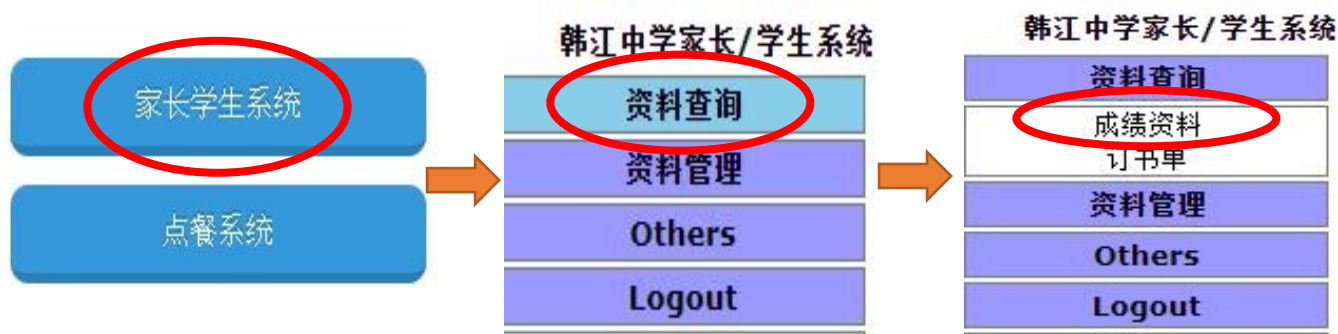 家长学生系统
点餐系统
韩江中学家长/学生系统
资料查询
资料管理
Others
Logout
韩江中学家长/学生系统
资料查询
成绩资料
订书单
资料管理
Others
Logout